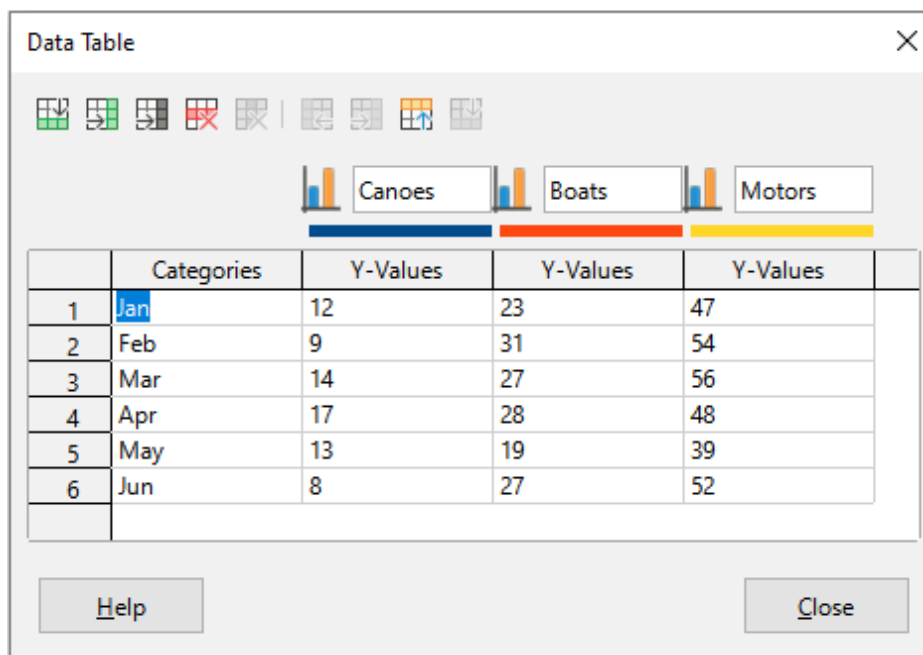 Data Table
Canoes Boats Motors
Categories Y-Values Y-Values Y-Values
1 Jan 12 23 47
2 Feb 9 31 54
3 Mar 14 27 56
4 Apr 17 28 48
5 May 13 19 39
6 Jun 8 27 52
Help Close